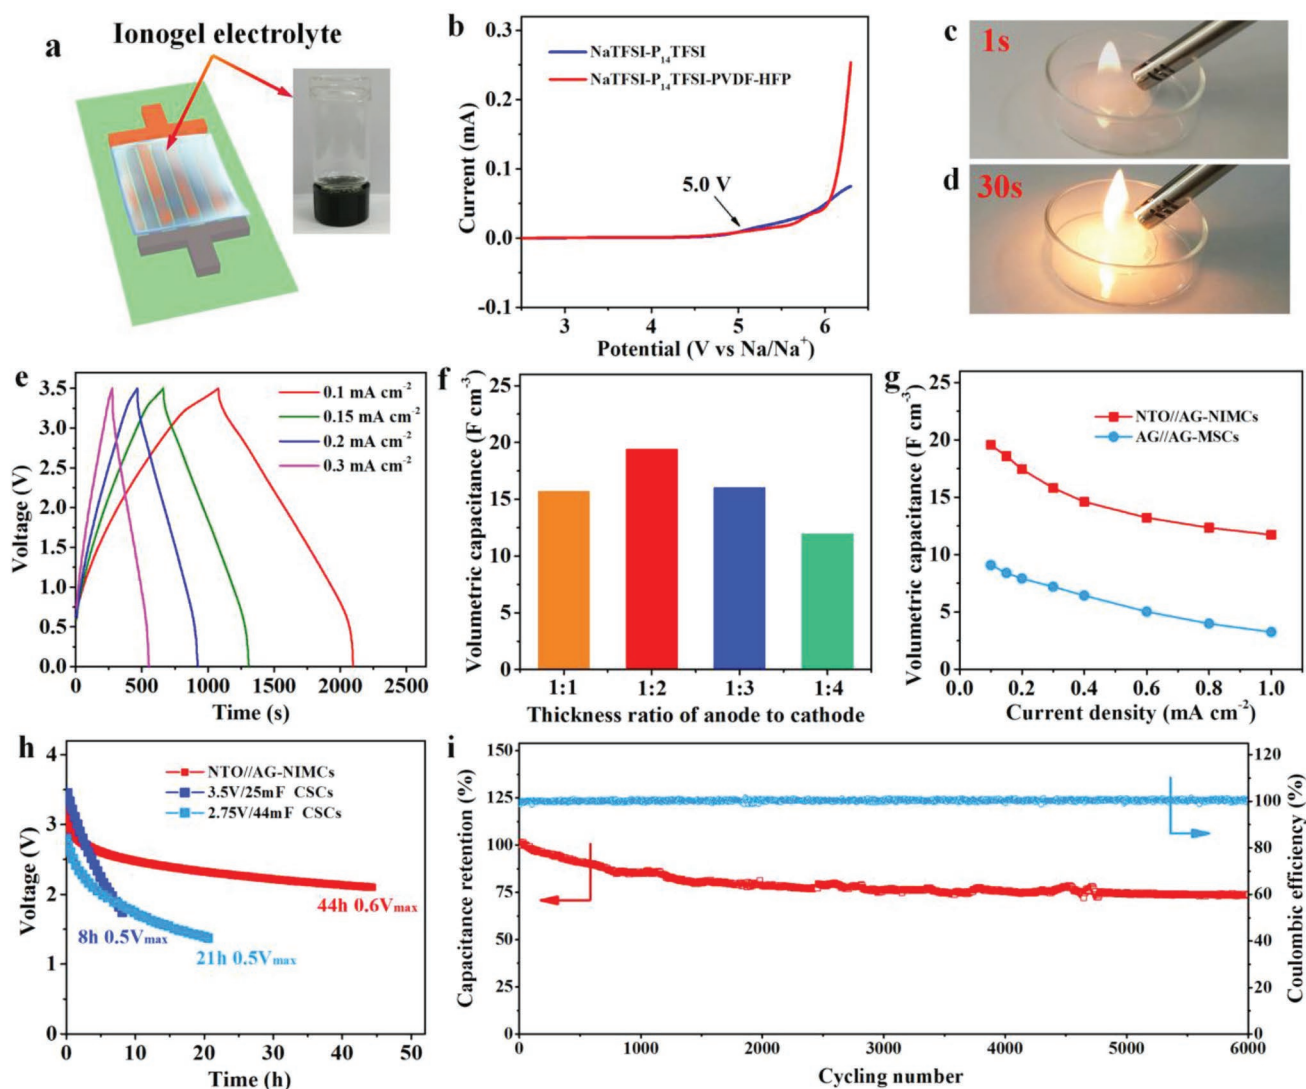 a
Ionogel electrolyte
b
NaTFSI-P₁₄TFSI
NaTFSI-P₁₄TFSI-PVDF-HFP
5.0 V
0.3
0.2
0.1
0.0
-0.1
Current (mA)
3 4 5 6
Potential (V vs Na/Na⁺)
c
1s
d
30s
e
0.1 mA cm⁻²
0.15 mA cm⁻²
0.2 mA cm⁻²
0.3 mA cm⁻²
3.5
3.0
2.5
2.0
1.5
1.0
0.5
0.0
Voltage (V)
0 500 1000 1500 2000 2500
Time (s)
f
25
20
15
10
5
0
Volumetric capacitance (F cm⁻³)
1:1 1:2 1:3 1:4
Thickness ratio of anode to cathode
g
NTO//AG-NIMCs
AG//AG-MSCs
25
20
15
10
5
0
Volumetric capacitance (F cm⁻³)
0.0 0.2 0.4 0.6 0.8 1.0
Current density (mA cm⁻²)
h
NTO//AG-NIMCs
3.5V/25mF CSCs
2.75V/44mF CSCs
44h 0.6Vmax
8h 0.5Vmax
21h 0.5Vmax
4
3
2
1
0
Voltage (V)
0 10 20 30 40 50
Time (h)
i
150
125
100
75
50
25
0
Capacitance retention (%)
120
100
80
60
40
20
0
Coulombic efficiency (%)
0 1000 2000 3000 4000 5000 6000
Cycling number